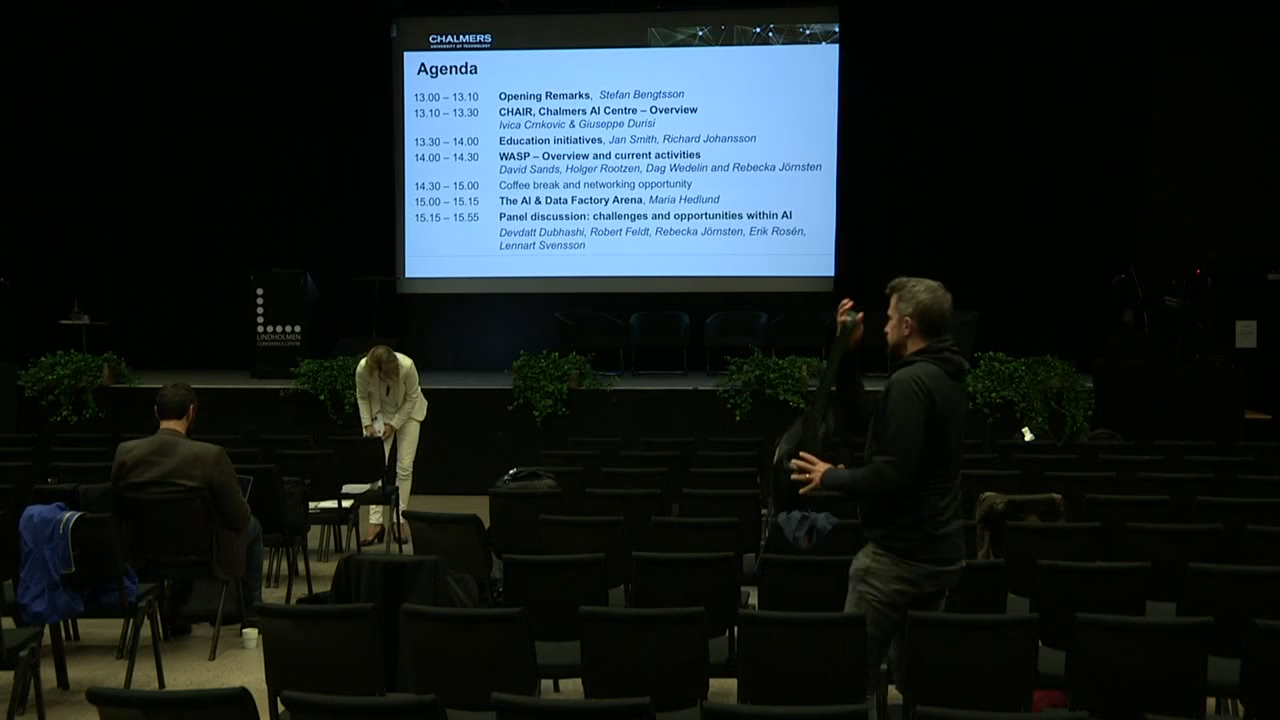 CHALMERS
UNIVERSITY OF TECHNOLOGY
Agenda
13.00 – 13.10 Opening Remarks, Stefan Bengtsson
13.10 – 13.30 CHAIR, Chalmers AI Centre – Overview
Ivica Crnkovic & Giuseppe Durisi
13.30 – 14.00 Education initiatives, Jan Smith, Richard Johansson
14.00 – 14.30 WASP – Overview and current activities
David Sands, Holger Rootzen, Dag Wedelin and Rebecka Jörnsten
14.30 – 15.00 Coffee break and networking opportunity
15.00 – 15.15 The AI & Data Factory Arena, Maria Hedlund
15.15 – 15.55 Panel discussion: challenges and opportunities within AI
Devdatt Dubhashi, Robert Feldt, Rebecka Jörnsten, Erik Rosén,
Lennart Svensson
LINDHOLMEN
CONFERENCE CENTRE